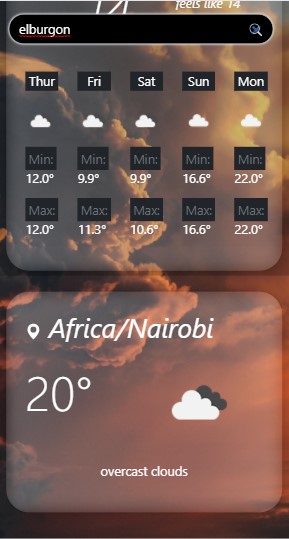 feels like 14
elburgon
Thur Fri Sat Sun Mon
Min: Min: Min: Min: Min:
12.0° 9.9° 9.9° 16.6° 22.0°
Max: Max: Max: Max: Max:
12.0° 11.3° 10.6° 16.6° 22.0°
Africa/Nairobi
20°
overcast clouds